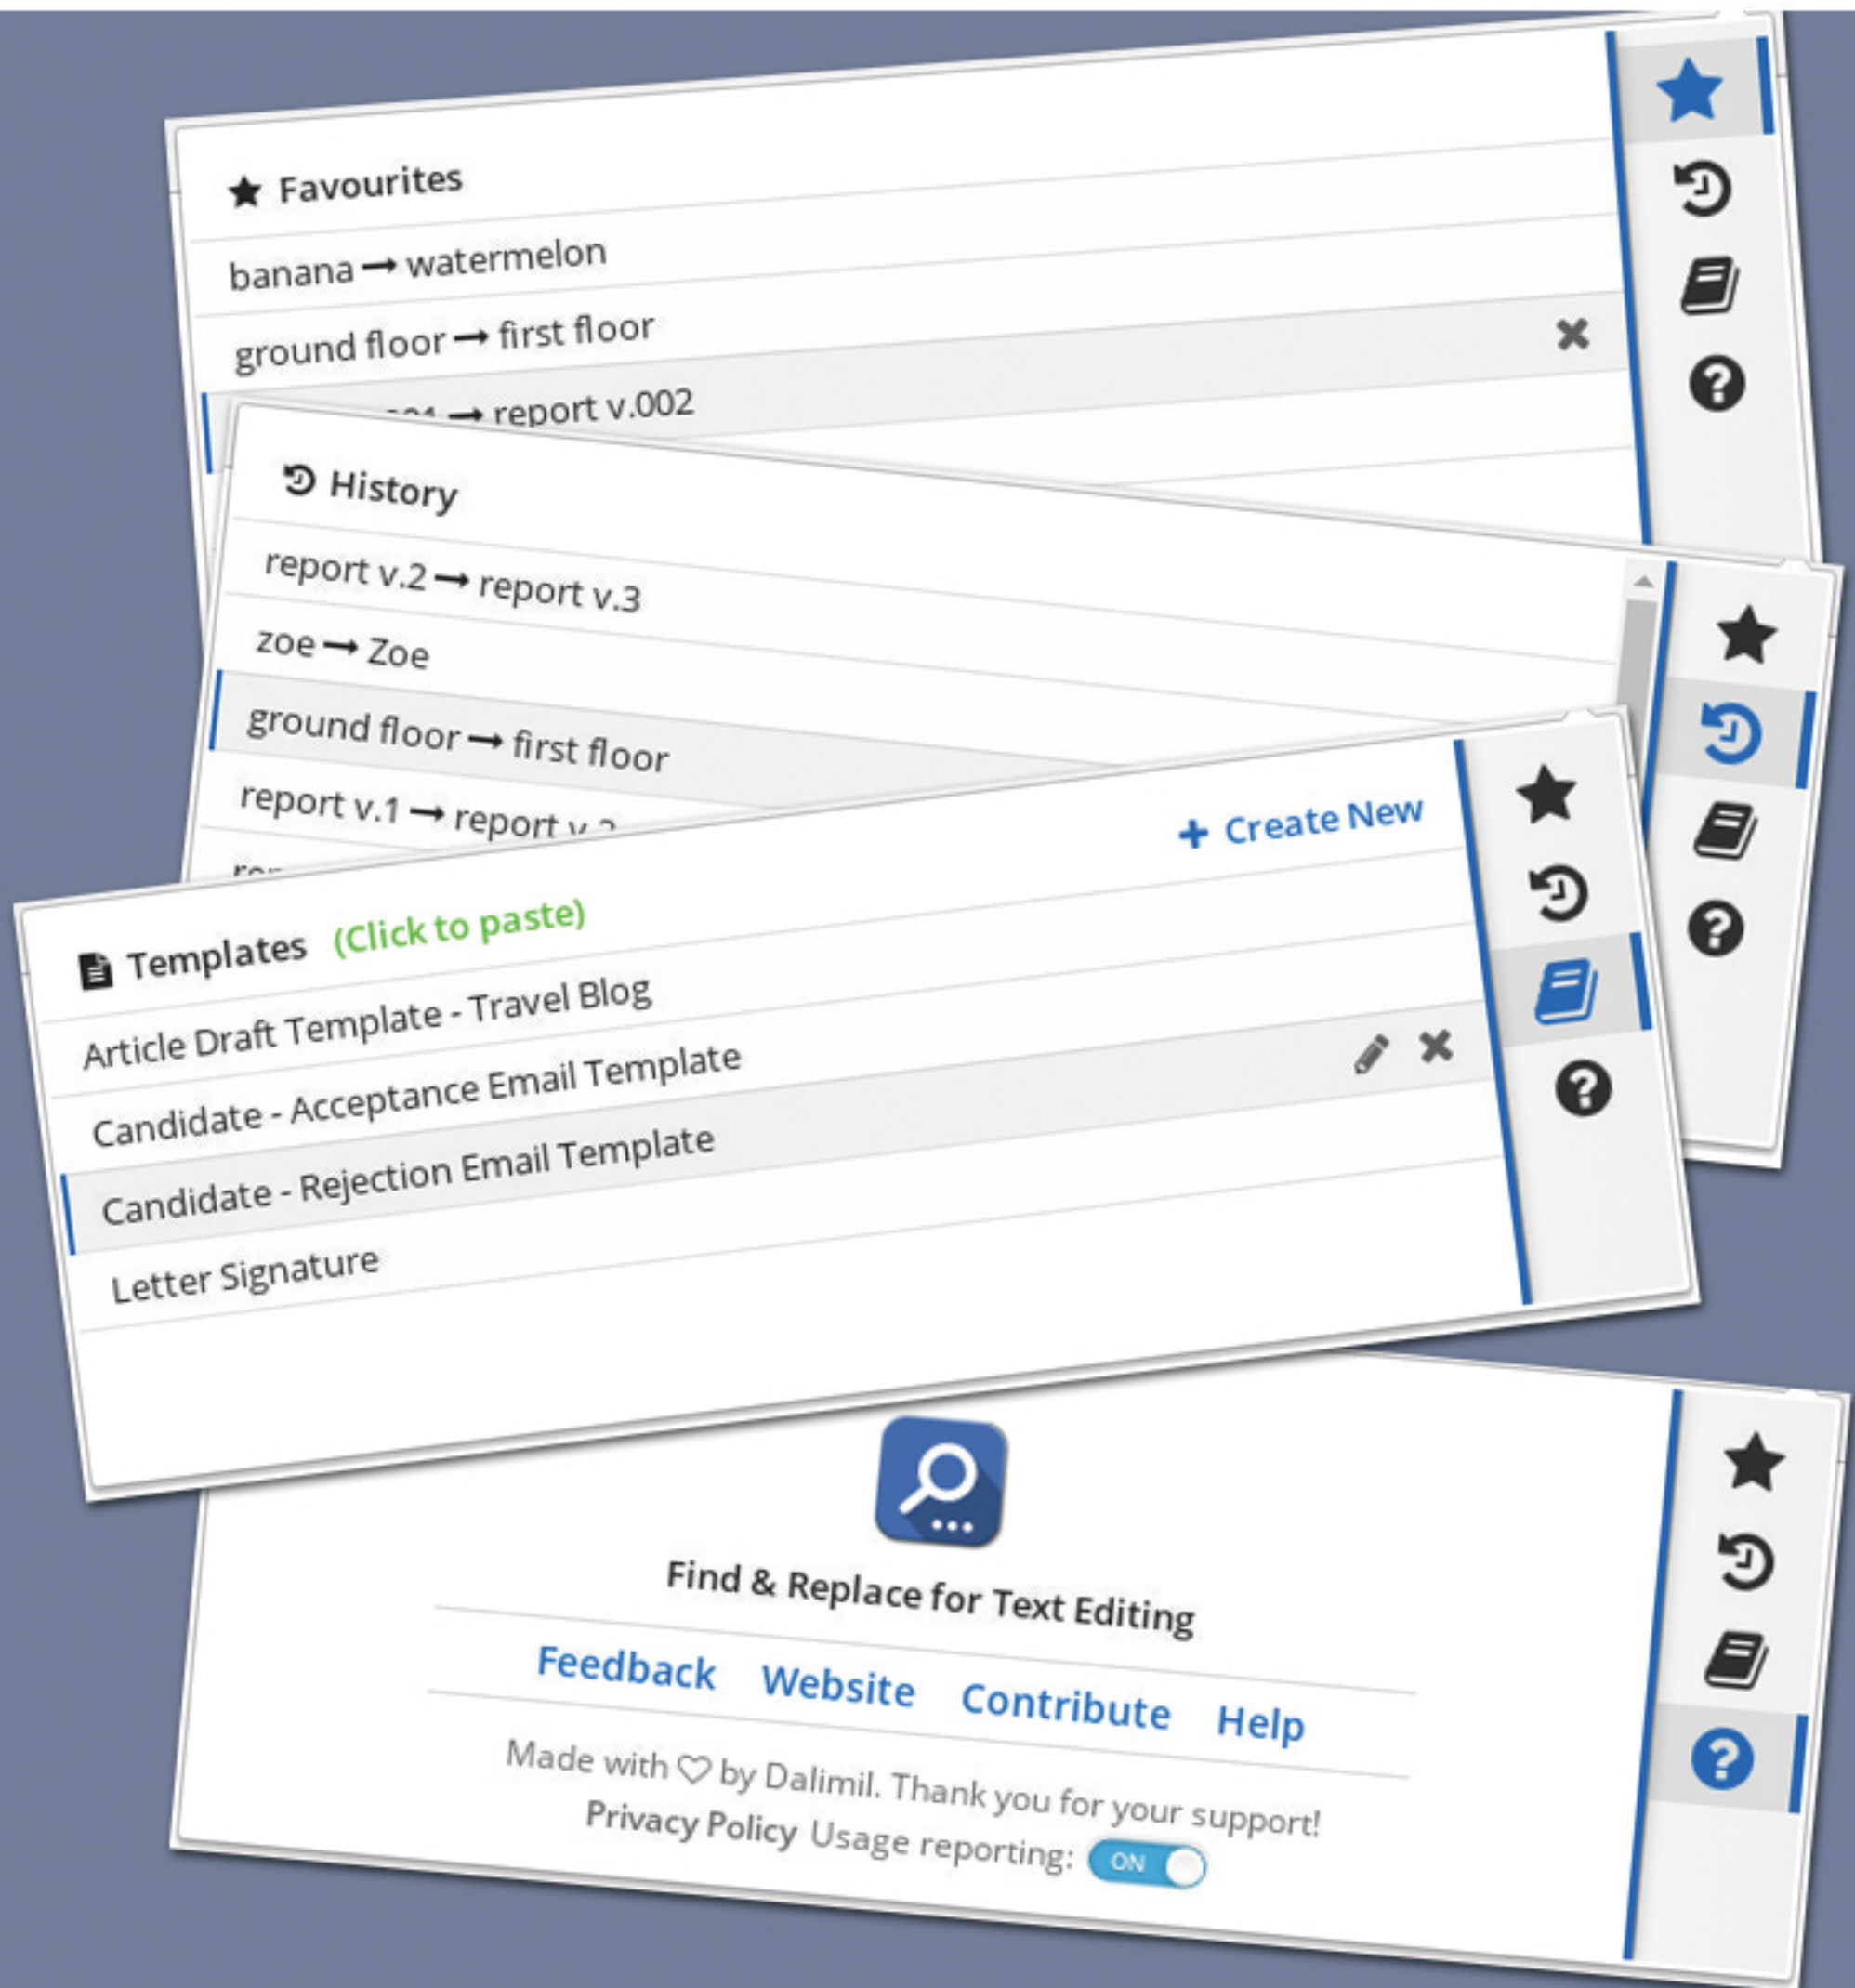 Favourites
banana → watermelon
ground floor → first floor
→ report v.002
History
report v.2 → report v.3
zoe → Zoe
ground floor → first floor
report v.1 → report
+ Create New
Templates (Click to paste)
Article Draft Template - Travel Blog
Candidate - Acceptance Email Template
Candidate - Rejection Email Template
Letter Signature
Find & Replace for Text Editing
Feedback Website Contribute Help
Made with ♡ by Dalimil. Thank you for your support!
Privacy Policy Usage reporting: ON